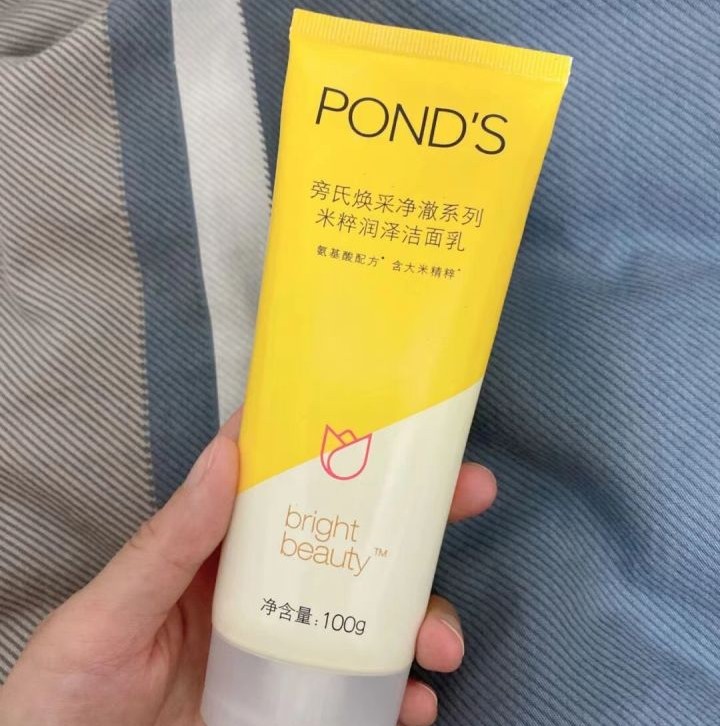 POND'S
旁氏焕采净澈系列
米粹润泽洁面乳
氨基酸配方* 含大米精粹*
bright
beauty™
净含量:100g